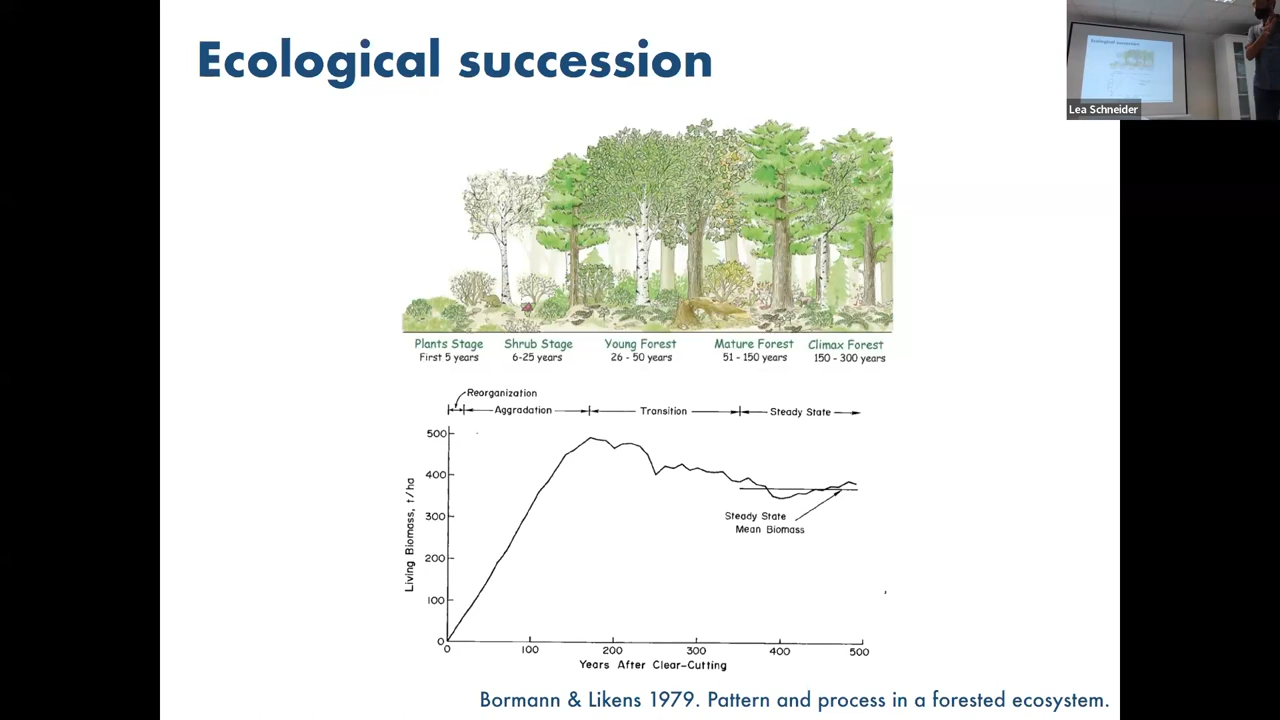 Ecological succession
Lea Schneider
Plants Stage Shrub Stage Young Forest Mature Forest Climax Forest
First 5 years 6-25 years 26 - 50 years 51 - 150 years 150 - 300 years
Reorganization
Aggradation Transition Steady State
500
400
300
200
100
0
Living Biomass, t/ha
Steady State
Mean Biomass
0 100 200 300 400 500
Years After Clear-Cutting
Bormann & Likens 1979. Pattern and process in a forested ecosystem.